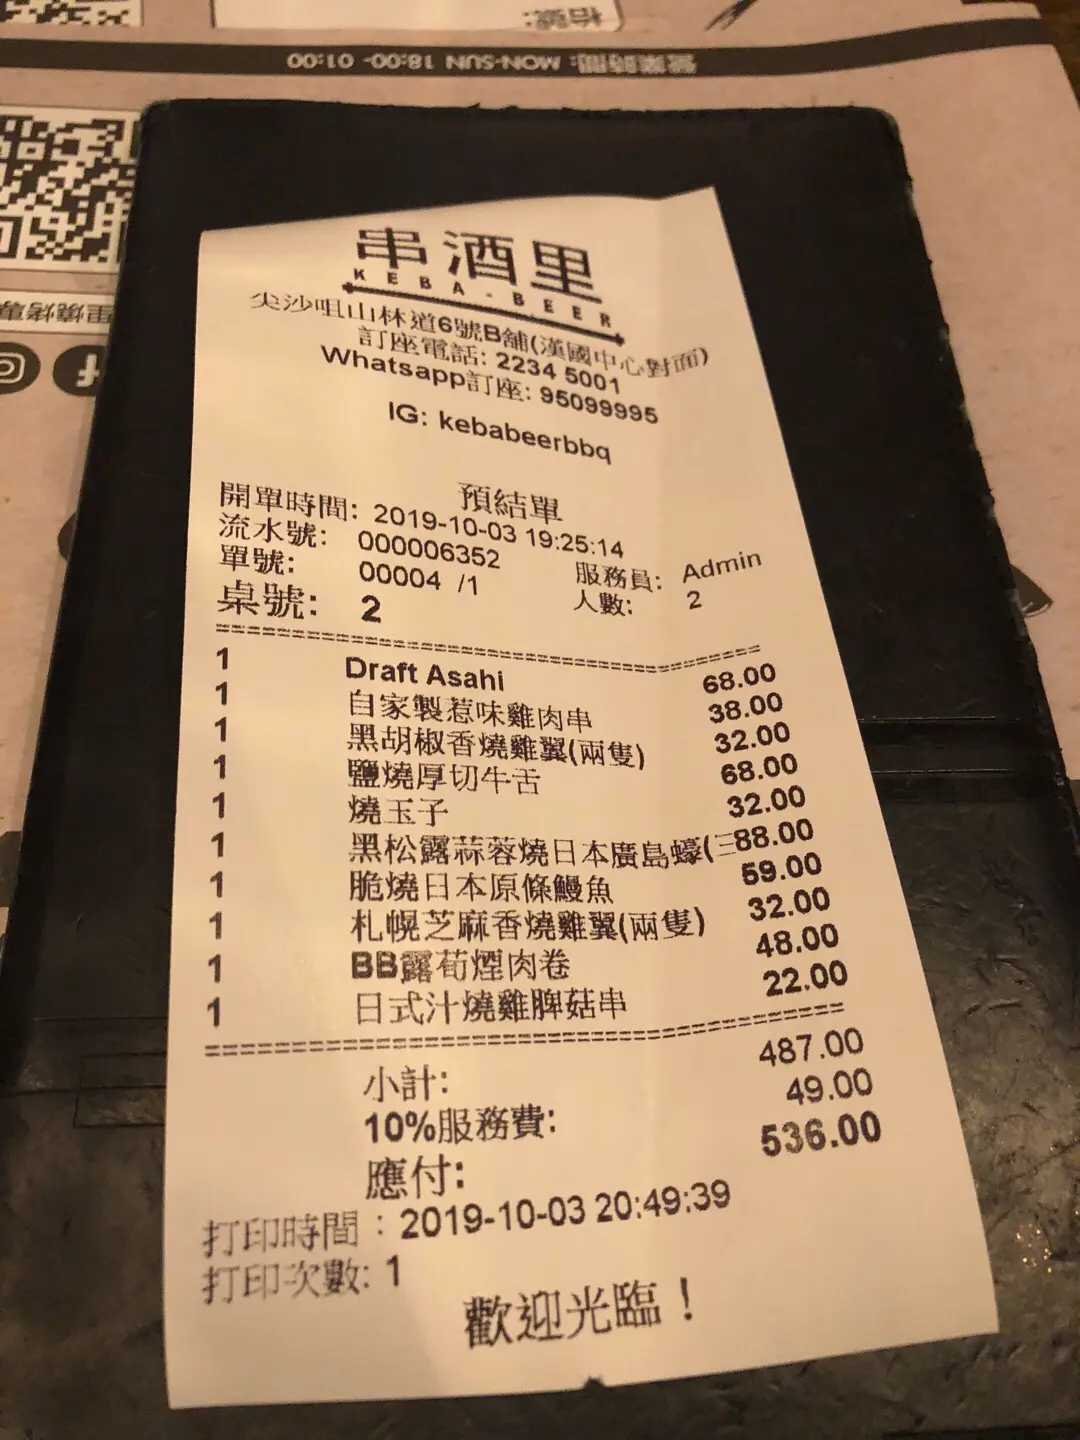 拾號:
營業時間: MON-SUN 18:00- 01:00
里燒烤專
串酒里
KEBA-BEER
尖沙咀山林道6號B舖(漢國中心對面)
訂座電話: 2234 5001
Whatsapp訂座: 95099995
IG: kebabeerbbq
預結單
開單時間: 2019-10-03 19:25:14
流水號: 000006352 服務員: Admin
單號: 00004 /1 人數: 2
桌號: 2
1 Draft Asahi 68.00
1 自家製惹味雞肉串 38.00
1 黑胡椒香燒雞翼(兩隻) 32.00
1 鹽燒厚切牛舌 68.00
1 燒玉子 32.00
1 黑松露蒜蓉燒日本廣島蠔(三 88.00
1 脆燒日本原條鰻魚 59.00
1 札幌芝麻香燒雞翼(兩隻) 32.00
1 BB露荀煙肉卷 48.00
1 日式汁燒雞脾菇串 22.00
小計: 487.00
10%服務費: 49.00
應付: 536.00
打印時間 : 2019-10-03 20:49:39
打印次數: 1
歡迎光臨！